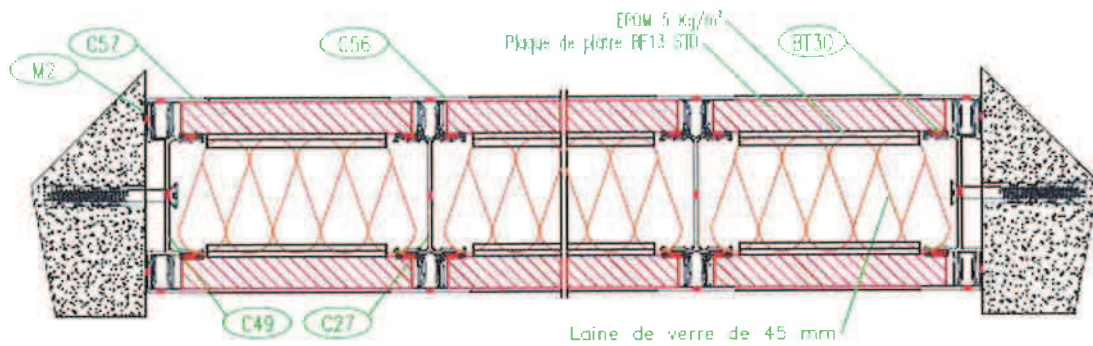 EPDM 5 Kg/m²
C57
C56
Plaque de plâtre BA13 STD
BT30
M2
C49
C27
Laine de verre de 45 mm